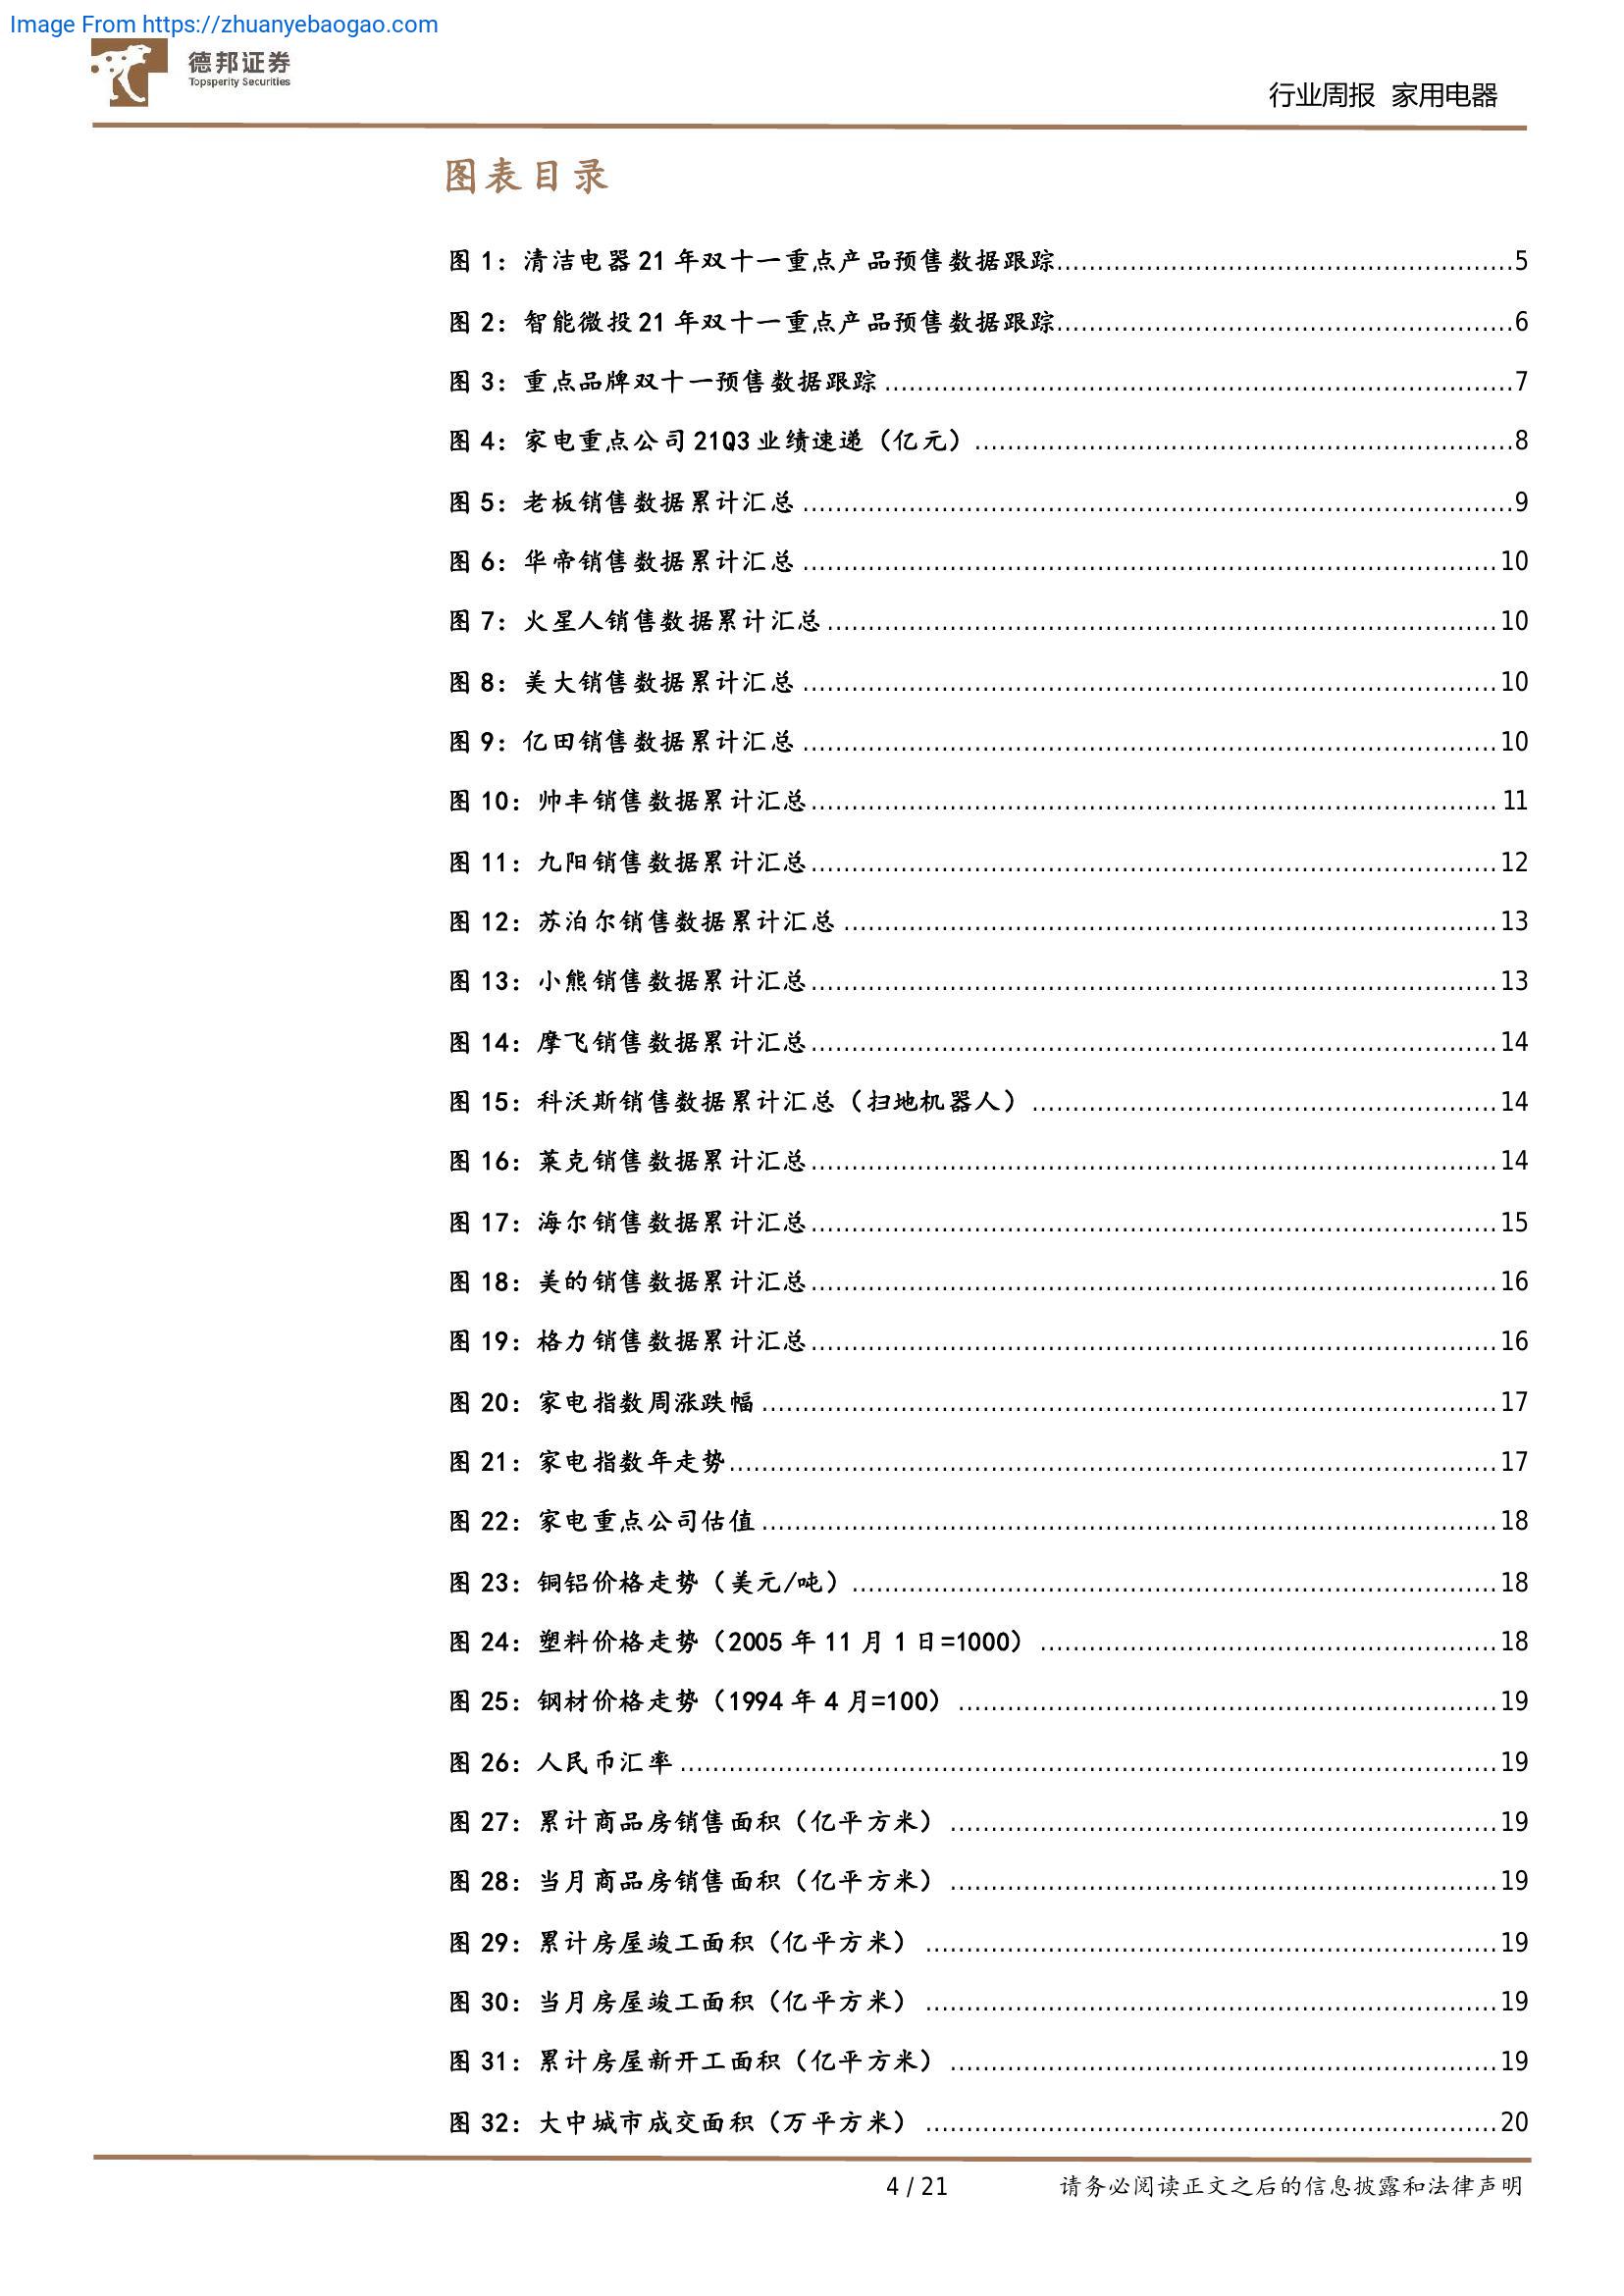 Image From https://zhuanyebaogao.com
德邦证券
Topsperity Securities
行业周报 家用电器
图表目录
图 1：清洁电器 21 年双十一重点产品预售数据跟踪........................................................5
图 2：智能微投 21 年双十一重点产品预售数据跟踪........................................................6
图 3：重点品牌双十一预售数据跟踪........................................................7
图 4：家电重点公司 21Q3 业绩速递（亿元）........................................................8
图 5：老板销售数据累计汇总........................................................9
图 6：华帝销售数据累计汇总........................................................10
图 7：火星人销售数据累计汇总........................................................10
图 8：美大销售数据累计汇总........................................................10
图 9：亿田销售数据累计汇总........................................................10
图 10：帅丰销售数据累计汇总........................................................11
图 11：九阳销售数据累计汇总........................................................12
图 12：苏泊尔销售数据累计汇总........................................................13
图 13：小熊销售数据累计汇总........................................................13
图 14：摩飞销售数据累计汇总........................................................14
图 15：科沃斯销售数据累计汇总（扫地机器人）........................................................14
图 16：莱克销售数据累计汇总........................................................14
图 17：海尔销售数据累计汇总........................................................15
图 18：美的销售数据累计汇总........................................................16
图 19：格力销售数据累计汇总........................................................16
图 20：家电指数周涨跌幅........................................................17
图 21：家电指数年走势........................................................17
图 22：家电重点公司估值........................................................18
图 23：铜铝价格走势（美元/吨）........................................................18
图 24：塑料价格走势（2005 年 11 月 1 日=1000）........................................................18
图 25：钢材价格走势（1994 年 4 月=100）........................................................19
图 26：人民币汇率........................................................19
图 27：累计商品房销售面积（亿平方米）........................................................19
图 28：当月商品房销售面积（亿平方米）........................................................19
图 29：累计房屋竣工面积（亿平方米）........................................................19
图 30：当月房屋竣工面积（亿平方米）........................................................19
图 31：累计房屋新开工面积（亿平方米）........................................................19
图 32：大中城市成交面积（万平方米）........................................................20
4 / 21 请务必阅读正文之后的信息披露和法律声明